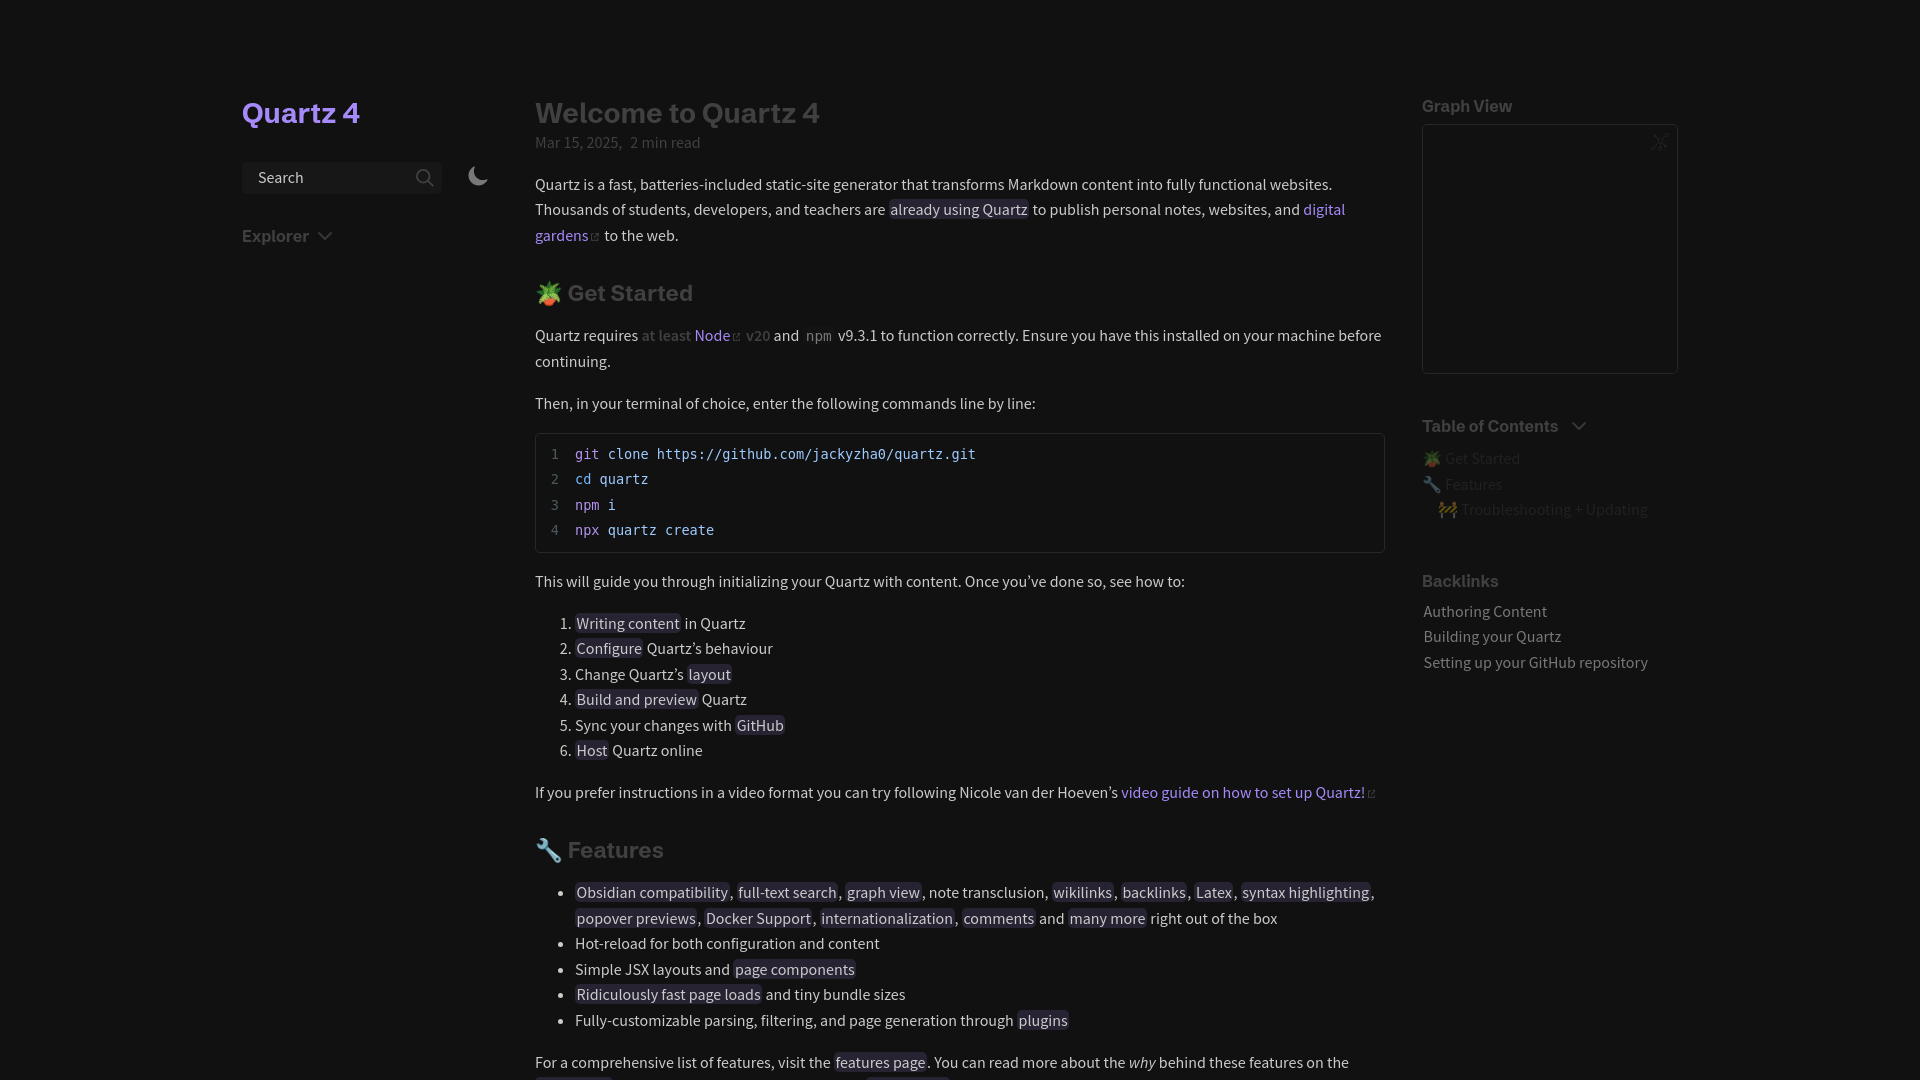 Quartz 4
Search
Explorer
Welcome to Quartz 4
Mar 15, 2025, 2 min read
Quartz is a fast, batteries-included static-site generator that transforms Markdown content into fully functional websites.
Thousands of students, developers, and teachers are already using Quartz to publish personal notes, websites, and digital
gardens to the web.
🪴 Get Started
Quartz requires at least Node v20 and npm v9.3.1 to function correctly. Ensure you have this installed on your machine before
continuing.
Then, in your terminal of choice, enter the following commands line by line:
1 git clone https://github.com/jackyzha0/quartz.git
2 cd quartz
3 npm i
4 npx quartz create
This will guide you through initializing your Quartz with content. Once you’ve done so, see how to:
1. Writing content in Quartz
2. Configure Quartz’s behaviour
3. Change Quartz’s layout
4. Build and preview Quartz
5. Sync your changes with GitHub
6. Host Quartz online
If you prefer instructions in a video format you can try following Nicole van der Hoeven’s video guide on how to set up Quartz!
🔧 Features
• Obsidian compatibility, full-text search, graph view, note transclusion, wikilinks, backlinks, Latex, syntax highlighting,
popover previews, Docker Support, internationalization, comments and many more right out of the box
• Hot-reload for both configuration and content
• Simple JSX layouts and page components
• Ridiculously fast page loads and tiny bundle sizes
• Fully-customizable parsing, filtering, and page generation through plugins
For a comprehensive list of features, visit the features page. You can read more about the why behind these features on the
Graph View
Table of Contents
🪴 Get Started
🔧 Features
🚧 Troubleshooting + Updating
Backlinks
Authoring Content
Building your Quartz
Setting up your GitHub repository